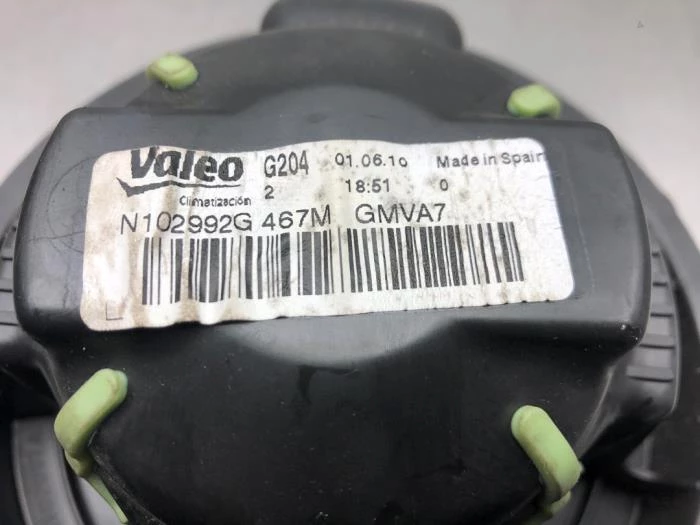 Valeo G204 01.06.10 Made in Spain
Climatización 2 18:51 0
N102992G 467M GMVA7
L